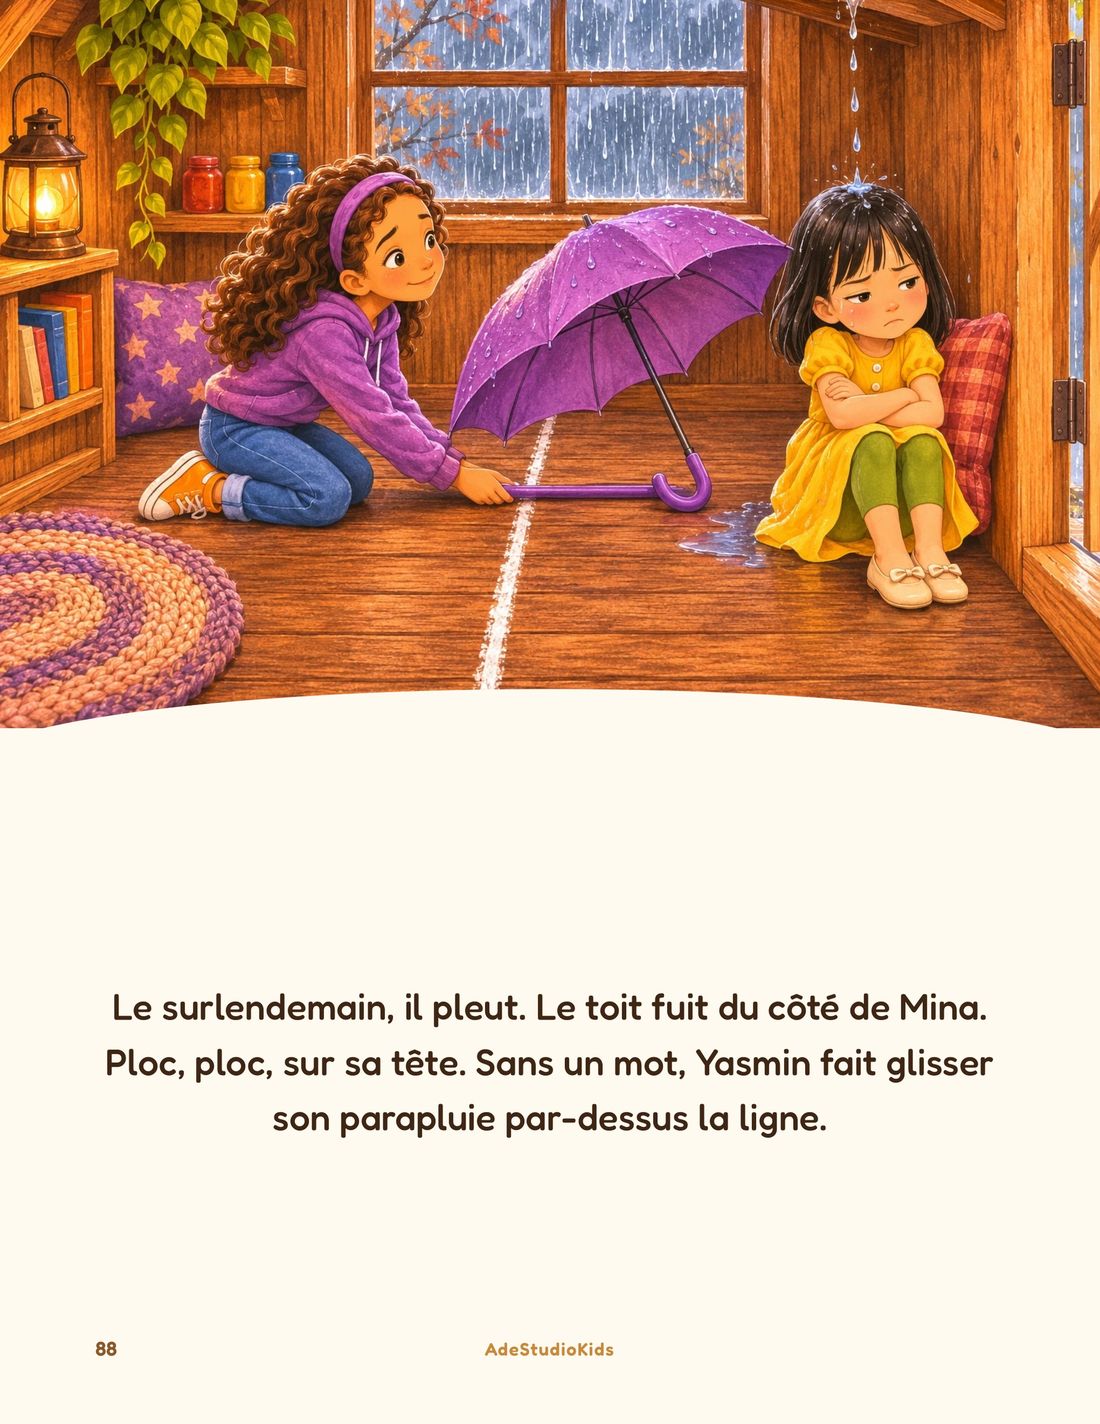 Le surlendemain, il pleut. Le toit fuit du côté de Mina.
Ploc, ploc, sur sa tête. Sans un mot, Yasmin fait glisser
son parapluie par-dessus la ligne.
88
AdeStudioKids